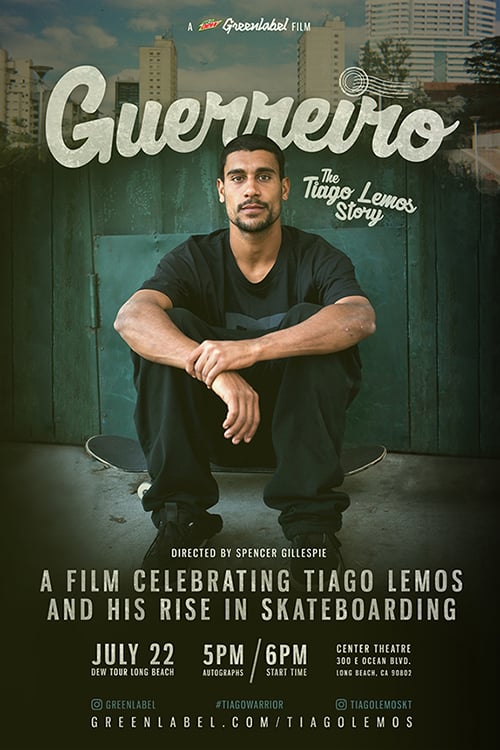 A Mtn Dew Greenlabel FILM
Guerreiro
The
Tiago Lemos
Story
DIRECTED BY SPENCER GILLESPIE
A FILM CELEBRATING TIAGO LEMOS
AND HIS RISE IN SKATEBOARDING
JULY 22
DEW TOUR LONG BEACH
5PM
AUTOGRAPHS
6PM
START TIME
CENTER THEATRE
300 E OCEAN BLVD.
LONG BEACH, CA 90802
GREENLABEL
#TIAGOWARRIOR
TIAGOLEMOSKT
GREENLABEL.COM/TIAGOLEMOS